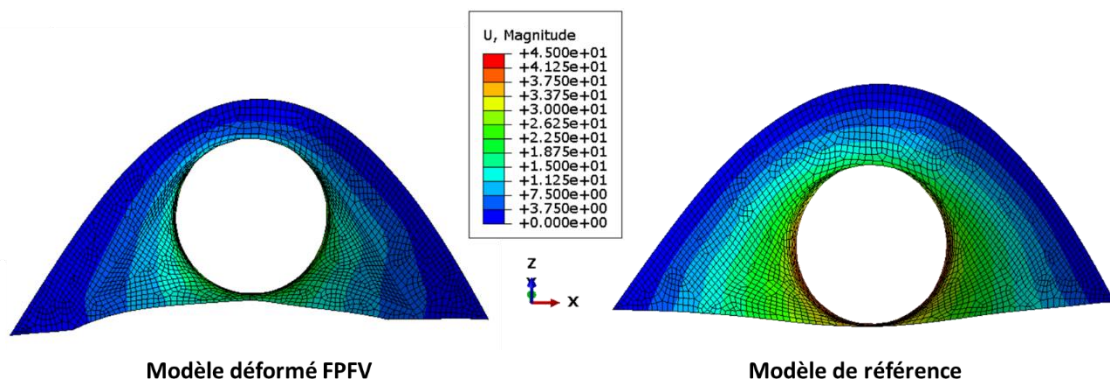 U, Magnitude
+4.500e+01
+4.125e+01
+3.750e+01
+3.375e+01
+3.000e+01
+2.625e+01
+2.250e+01
+1.875e+01
+1.500e+01
+1.125e+01
+7.500e+00
+3.750e+00
+0.000e+00
Z
X
Modèle déformé FPFV
Modèle de référence